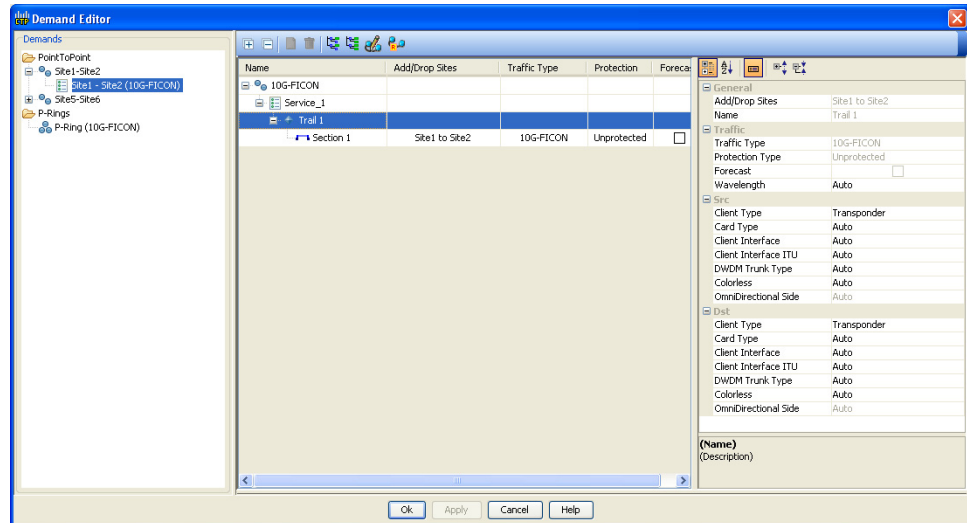 CTP Demand Editor
Demands
PointToPoint
Site1-Site2
Site1 - Site2 (10G-FICON)
Site5-Site6
P-Rings
P-Ring (10G-FICON)
Name Add/Drop Sites Traffic Type Protection Foreca
10G-FICON
Service_1
Trail 1
Section 1 Site1 to Site2 10G-FICON Unprotected
General
Add/Drop Sites Site1 to Site2
Name Trail 1
Traffic
Traffic Type 10G-FICON
Protection Type Unprotected
Forecast
Wavelength Auto
Src
Client Type Transponder
Card Type Auto
Client Interface Auto
Client Interface ITU Auto
DWDM Trunk Type Auto
Colorless Auto
OmniDirectional Side Auto
Dst
Client Type Transponder
Card Type Auto
Client Interface Auto
Client Interface ITU Auto
DWDM Trunk Type Auto
Colorless Auto
OmniDirectional Side Auto
(Name)
(Description)
Ok Apply Cancel Help